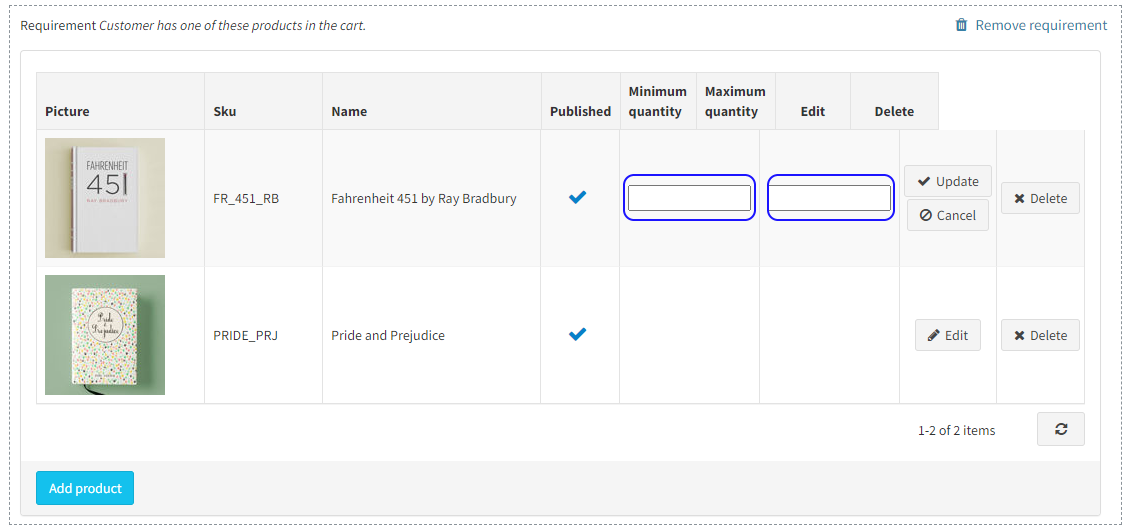 Requirement Customer has one of these products in the cart.
Remove requirement
Picture
Sku
Name
Published
Minimum quantity
Maximum quantity
Edit
Delete
FAHRENHEIT
451
RAY BRADBURY
FR_451_RB
Fahrenheit 451 by Ray Bradbury
Update
Cancel
Delete
Pride
Prejudice
PRIDE_PRJ
Pride and Prejudice
Edit
Delete
1-2 of 2 items
Add product